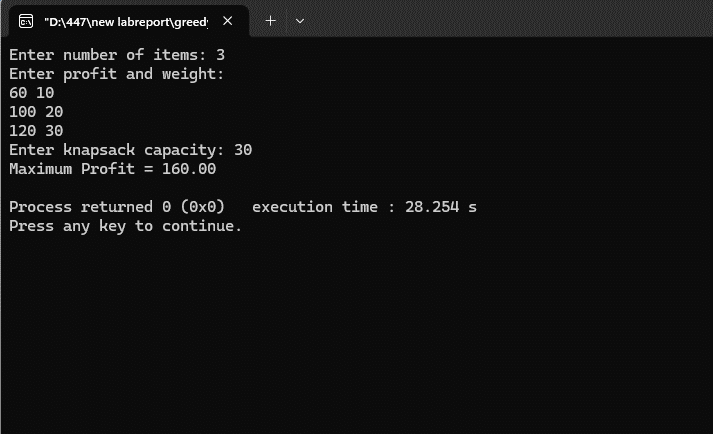 "D:\447\new labreport\greedy
Enter number of items: 3
Enter profit and weight:
60 10
100 20
120 30
Enter knapsack capacity: 30
Maximum Profit = 160.00
Process returned 0 (0x0)   execution time : 28.254 s
Press any key to continue.